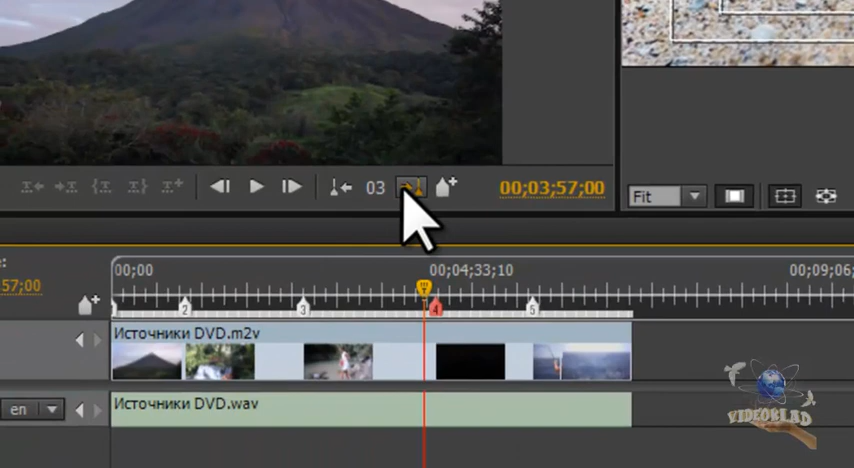 03
00;03;57;00
Fit
:
57;00
00;00
00;04;33;10
00;09;06;
2
3
4
5
Источники DVD.m2v
en
Источники DVD.wav
VIDEOKLAD